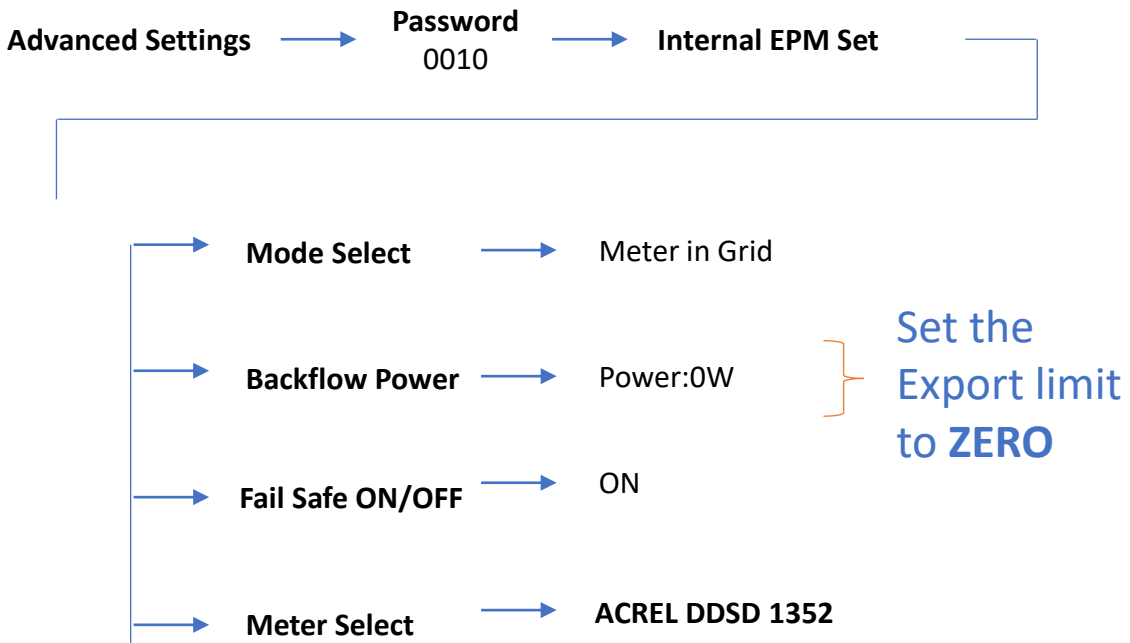 Advanced Settings
Password
0010
Internal EPM Set
Mode Select
Meter in Grid
Backflow Power
Power:0W
Set the
Export limit
to ZERO
Fail Safe ON/OFF
ON
Meter Select
ACREL DDSD 1352